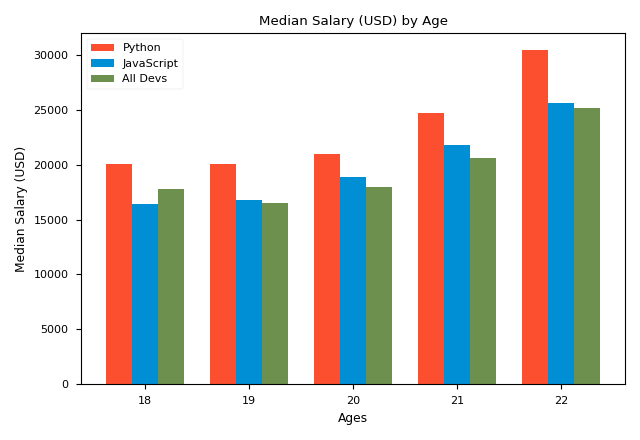 Median Salary (USD) by Age
Python
JavaScript
All Devs
30000
25000
20000
15000
10000
5000
0
Median Salary (USD)
18 19 20 21 22
Ages